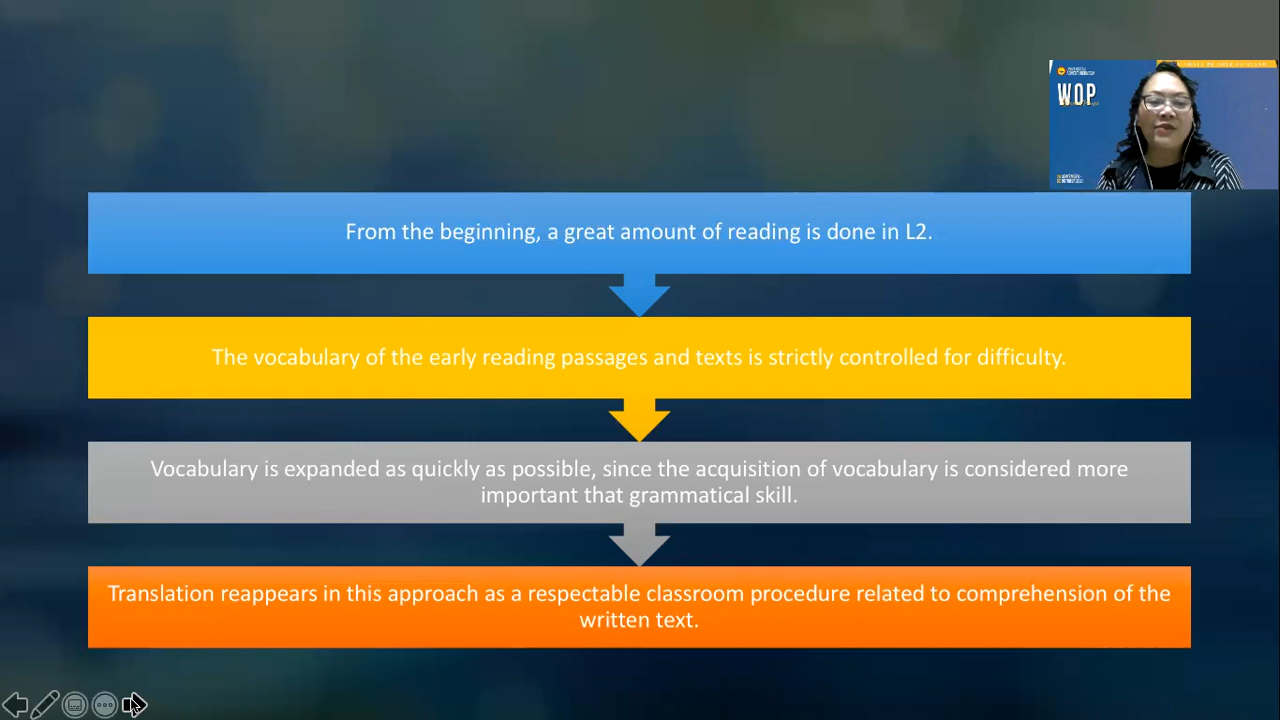 W.O.P
From the beginning, a great amount of reading is done in L2.
The vocabulary of the early reading passages and texts is strictly controlled for difficulty.
Vocabulary is expanded as quickly as possible, since the acquisition of vocabulary is considered more
important that grammatical skill.
Translation reappears in this approach as a respectable classroom procedure related to comprehension of the
written text.